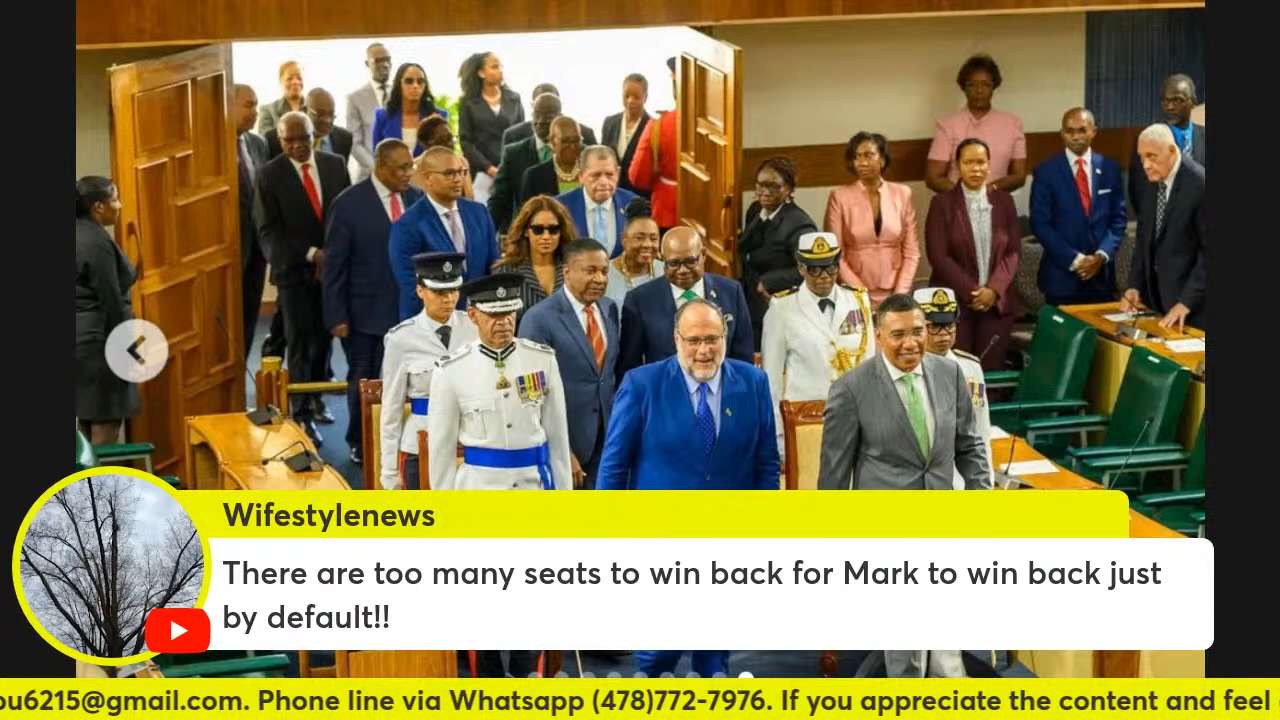 Wifestylenews
There are too many seats to win back for Mark to win back just
by default!!
ou6215@gmail.com. Phone line via Whatsapp (478)772-7976. If you appreciate the content and feel